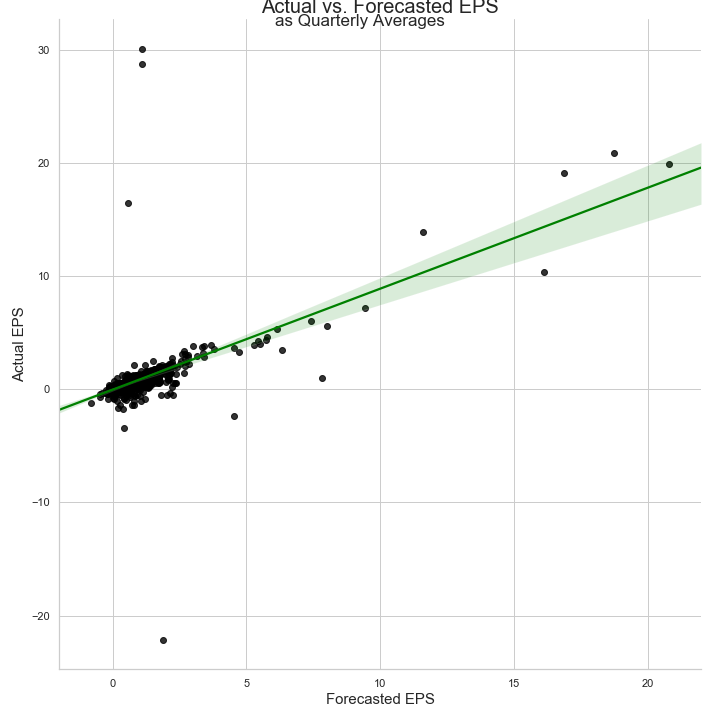 Actual vs. Forecasted EPS
as Quarterly Averages
30
20
10
0
−10
−20
Actual EPS
0 5 10 15 20
Forecasted EPS